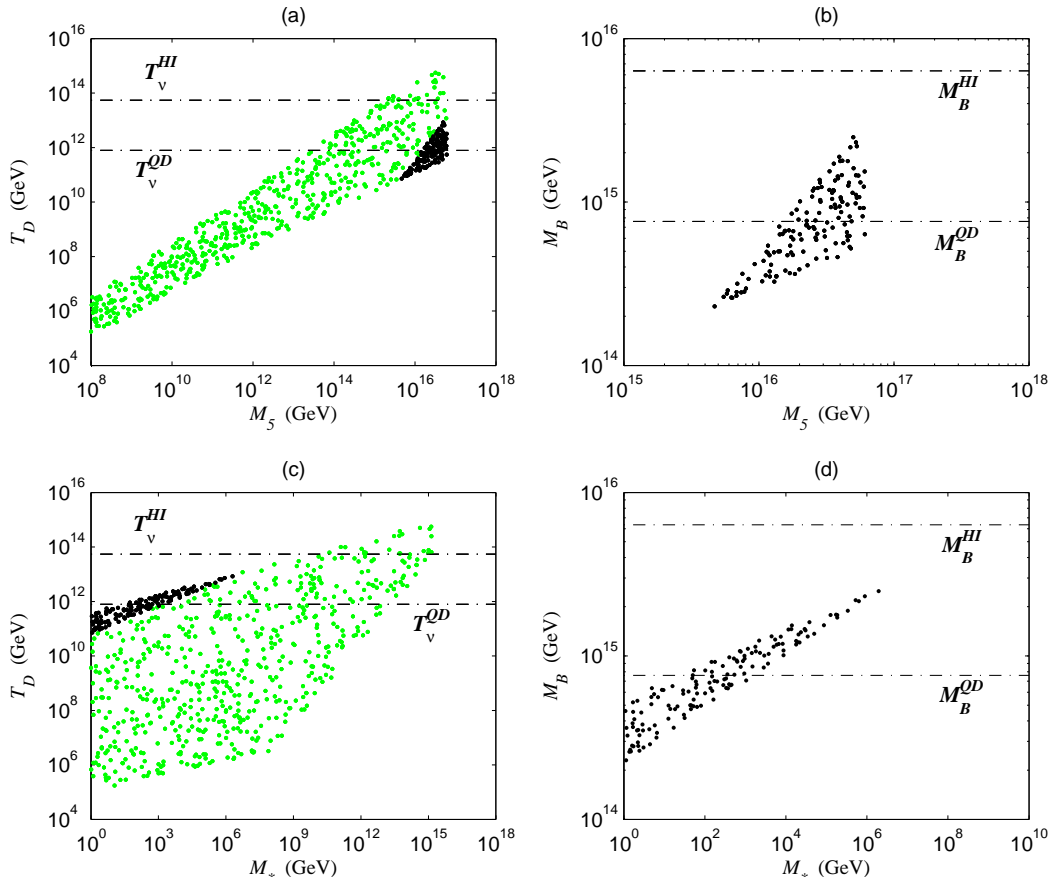 (a)
10^16
10^14
10^12
10^10
10^8
10^6
10^4
T_D (GeV)
T_ν^HI
T_ν^QD
10^8 10^10 10^12 10^14 10^16 10^18
M_5 (GeV)
(b)
10^16
10^15
10^14
M_B (GeV)
M_B^HI
M_B^QD
10^15 10^16 10^17 10^18
M_5 (GeV)
(c)
10^16
10^14
10^12
10^10
10^8
10^6
10^4
T_D (GeV)
T_ν^HI
T_ν^QD
10^0 10^3 10^6 10^9 10^12 10^15 10^18
M_* (GeV)
(d)
10^16
10^15
10^14
M_B (GeV)
M_B^HI
M_B^QD
10^0 10^2 10^4 10^6 10^8 10^10
M_* (GeV)